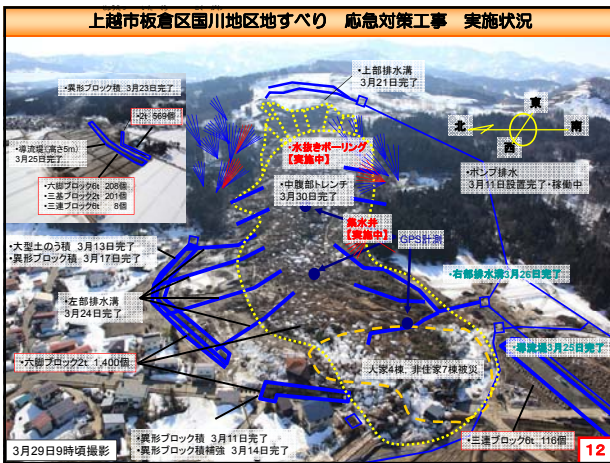 上越市板倉区国川地区地すべり 応急対策工事 実施状況
・異形ブロック積 3月23日完了
・2t 569個
・導流堤(高さ5m)
3月25日完了
・六脚ブロック6t 208個
・三基ブロック2t 201個
・三連ブロック6t 8個
・上部排水溝
3月21日完了
東
北
南
西
・水抜きボーリング
【実施中】
・ポンプ排水
3月11日設置完了・稼働中
・中腹部トレンチ
3月30日完了
・集水井
【実施中】
GPS計測
・大型土のう積 3月13日完了
・異形ブロック積 3月17日完了
・右部排水溝3月26日完了
・左部排水溝
3月24日完了
・導流堤3月25日完了
・六脚ブロック2t 1,400個
人家4棟、非住家7棟被災
・異形ブロック積 3月11日完了
・異形ブロック積補強 3月14日完了
・三連ブロック6t 116個
3月29日9時頃撮影
12